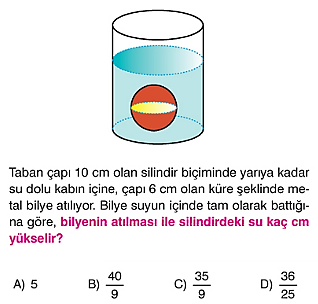 Taban çapı 10 cm olan silindir biçiminde yarıya kadar
su dolu kabın içine, çapı 6 cm olan küre şeklinde me-
tal bilye atılıyor. Bilye suyun içinde tam olarak battığı-
na göre, bilyenin atılması ile silindirdeki su kaç cm
yükselir?
A) 5 B) 40/9 C) 35/9 D) 36/25